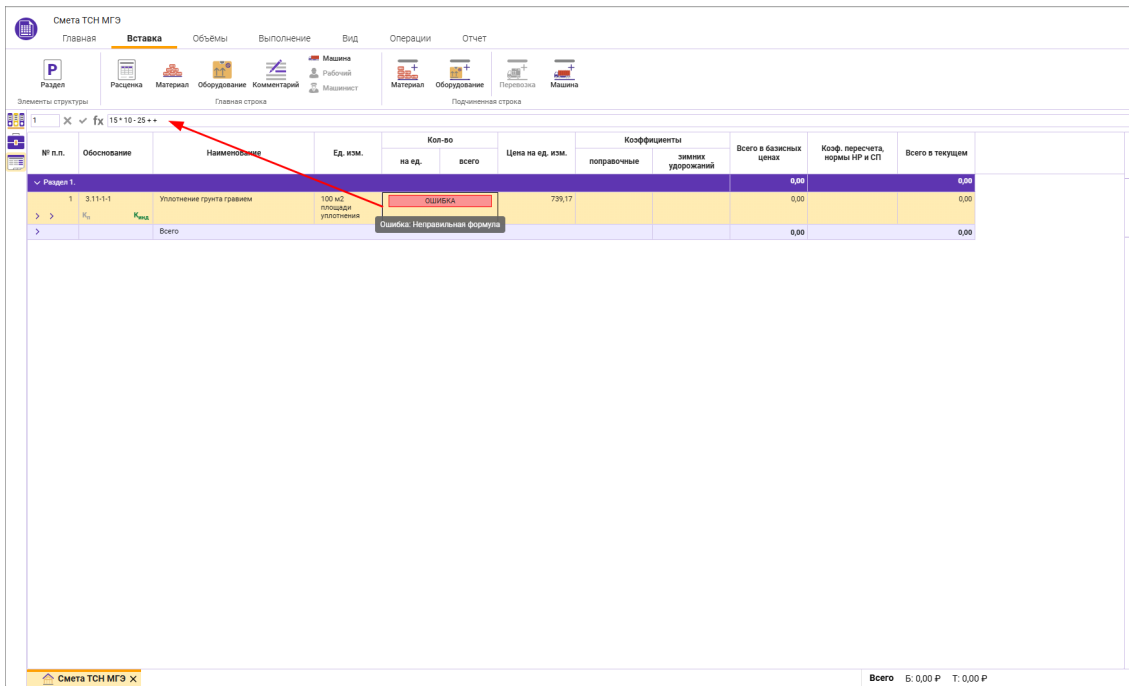 Смета ТСН МГЭ
Главная Вставка Объёмы Выполнение Вид Операции Отчет
P
Раздел
Расценка Материал Оборудование Комментарий
Машина
Рабочий
Машинист
Материал Оборудование Перевозка Машина
Элементы структуры Главная строка Подчиненная строка
1 fx 15 * 10 - 25 + +
№ п.п. Обоснование Наименование Ед. изм. Кол-во Цена на ед. изм. Коэффициенты Всего в базисных ценах Коэф. пересчета, нормы НР и СП Всего в текущем
на ед. всего поправочные зимних удорожаний
Раздел 1. 0,00 0,00
1 3.11-1-1 Уплотнение грунта гравием 100 м2 ОШИБКА 739,17 0,00 0,00
площади
Кп Кинд уплотнения
Ошибка: Неправильная формула
Всего 0,00 0,00
Смета ТСН МГЭ
Всего Б: 0,00 ₽ Т: 0,00 ₽